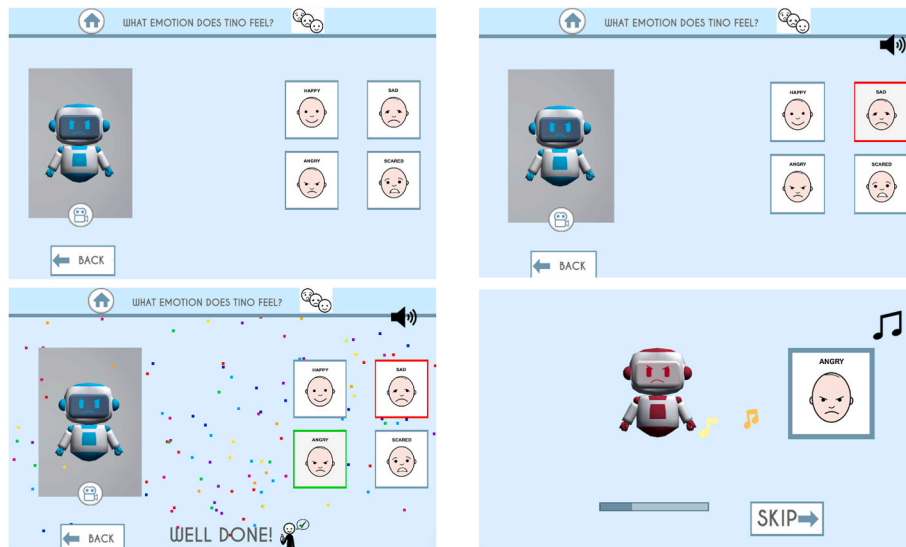 WHAT EMOTION DOES TINO FEEL?
HAPPY
SAD
ANGRY
SCARED
BACK
WHAT EMOTION DOES TINO FEEL?
HAPPY
SAD
ANGRY
SCARED
BACK
WHAT EMOTION DOES TINO FEEL?
HAPPY
SAD
ANGRY
SCARED
BACK
WELL DONE!
ANGRY
SKIP